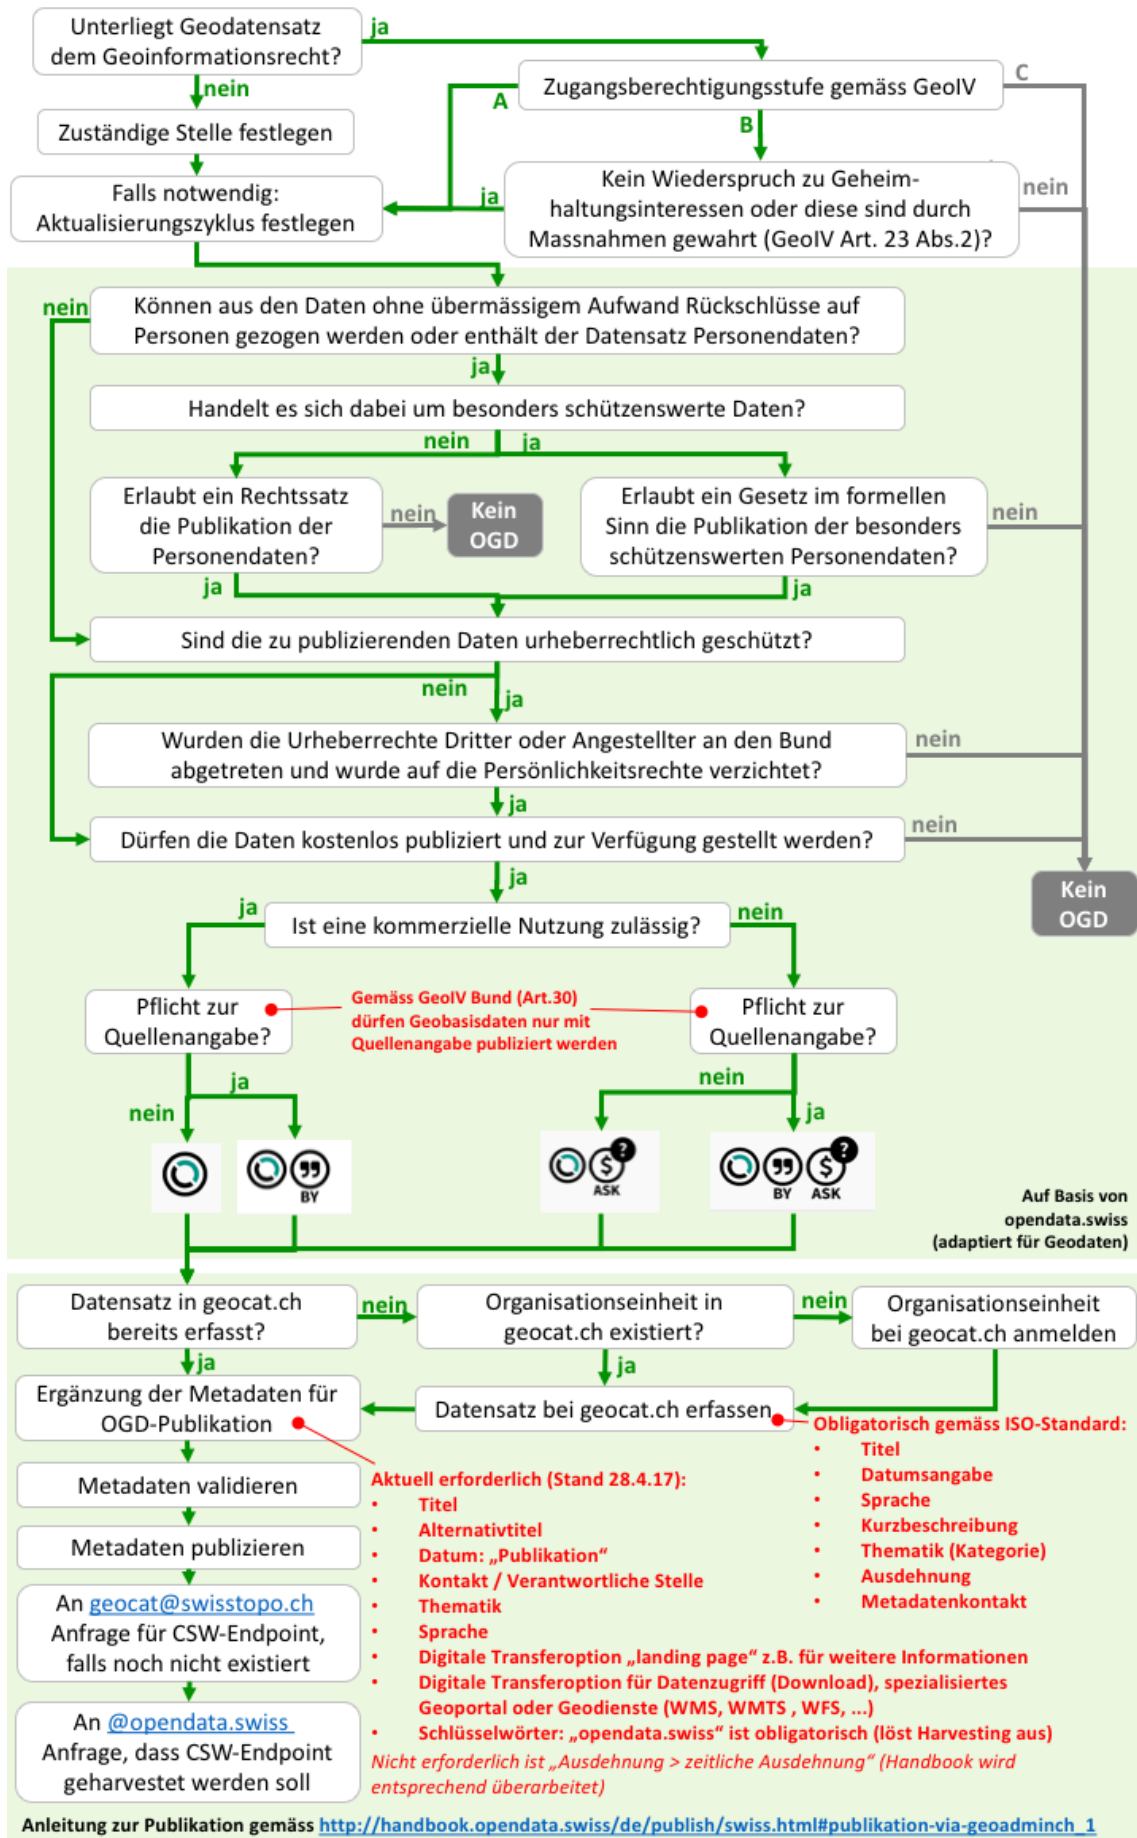 Unterliegt Geodatensatz
dem Geoinformationsrecht?
ja
nein
Zugangsberechtigungsstufe gemäss GeoIV
A
B
C
Zuständige Stelle festlegen
Falls notwendig:
Aktualisierungszyklus festlegen
ja
Kein Wiederspruch zu Geheim-
haltungsinteressen oder diese sind durch
Massnahmen gewahrt (GeoIV Art. 23 Abs.2)?
nein
nein
Können aus den Daten ohne übermässigem Aufwand Rückschlüsse auf
Personen gezogen werden oder enthält der Datensatz Personendaten?
ja
Handelt es sich dabei um besonders schützenswerte Daten?
nein
ja
Erlaubt ein Rechtssatz
die Publikation der
Personendaten?
nein
Kein
OGD
Erlaubt ein Gesetz im formellen
Sinn die Publikation der besonders
schützenswerten Personendaten?
nein
ja
ja
Sind die zu publizierenden Daten urheberrechtlich geschützt?
nein
ja
Wurden die Urheberrechte Dritter oder Angestellter an den Bund
abgetreten und wurde auf die Persönlichkeitsrechte verzichtet?
nein
ja
Dürfen die Daten kostenlos publiziert und zur Verfügung gestellt werden?
nein
ja
Kein
OGD
ja
Ist eine kommerzielle Nutzung zulässig?
nein
Pflicht zur
Quellenangabe?
Gemäss GeoIV Bund (Art.30)
dürfen Geobasisdaten nur mit
Quellenangabe publiziert werden
Pflicht zur
Quellenangabe?
nein
ja
nein
ja
BY
$ ?
ASK
BY
$ ?
ASK
Auf Basis von
opendata.swiss
(adaptiert für Geodaten)
Datensatz in geocat.ch
bereits erfasst?
nein
Organisationseinheit in
geocat.ch existiert?
nein
Organisationseinheit
bei geocat.ch anmelden
ja
ja
Ergänzung der Metadaten für
OGD-Publikation
Datensatz bei geocat.ch erfassen
Obligatorisch gemäss ISO-Standard:
• Titel
• Datumsangabe
• Sprache
• Kurzbeschreibung
• Thematik (Kategorie)
• Ausdehnung
• Metadatenkontakt
Metadaten validieren
Metadaten publizieren
An geocat@swisstopo.ch
Anfrage für CSW-Endpoint,
falls noch nicht existiert
An @opendata.swiss
Anfrage, dass CSW-Endpoint
geharvestet werden soll
Aktuell erforderlich (Stand 28.4.17):
• Titel
• Alternativtitel
• Datum: „Publikation“
• Kontakt / Verantwortliche Stelle
• Thematik
• Sprache
• Digitale Transferoption „landing page“ z.B. für weitere Informationen
• Digitale Transferoption für Datenzugriff (Download), spezialisiertes
Geoportal oder Geodienste (WMS, WMTS , WFS, ...)
• Schlüsselwörter: „opendata.swiss“ ist obligatorisch (löst Harvesting aus)
Nicht erforderlich ist „Ausdehnung > zeitliche Ausdehnung“ (Handbook wird
entsprechend überarbeitet)
Anleitung zur Publikation gemäss http://handbook.opendata.swiss/de/publish/swiss.html#publikation-via-geoadminch_1